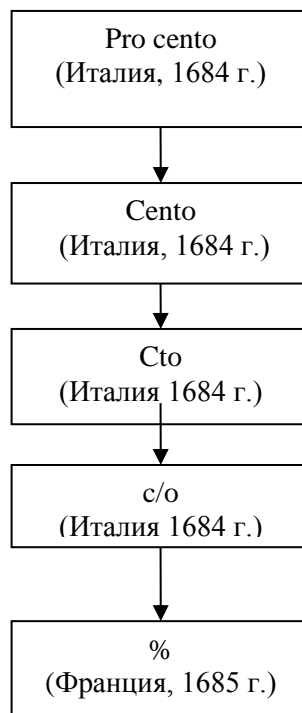 Pro cento
(Италия, 1684 г.)
Cento
(Италия, 1684 г.)
Cto
(Италия 1684 г.)
c/o
(Италия 1684 г.)
%
(Франция, 1685 г.)